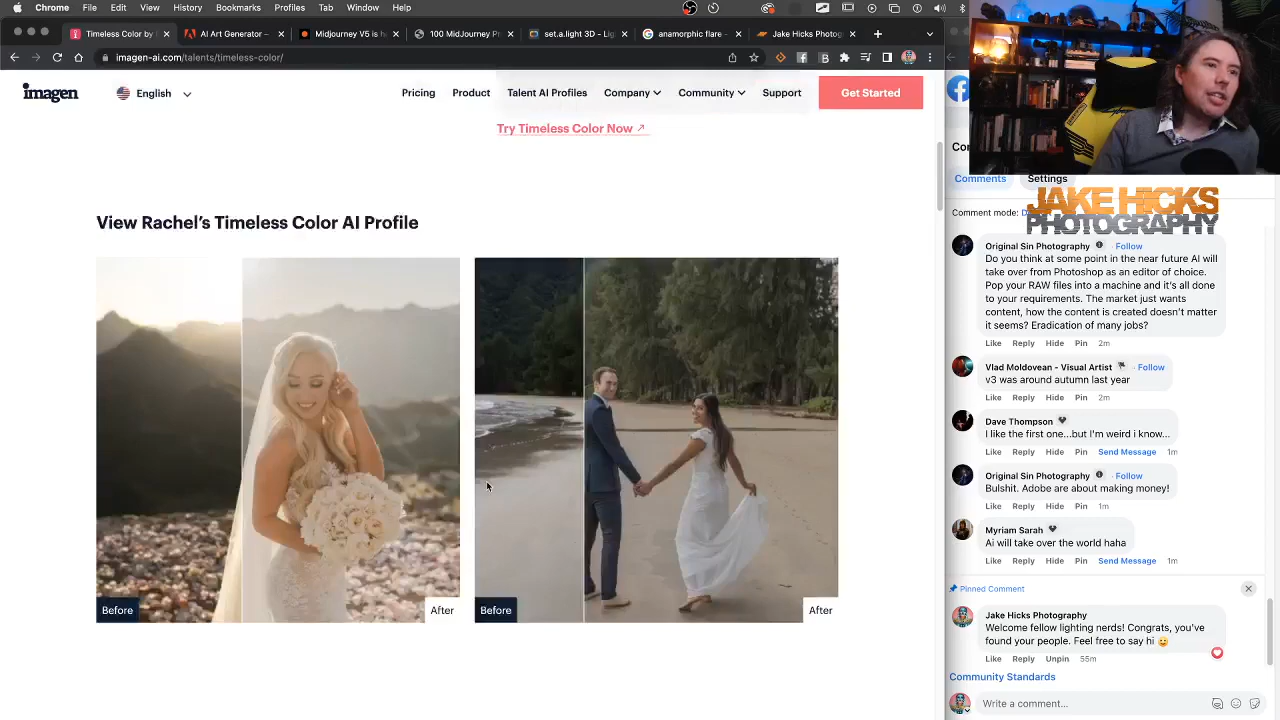 Chrome File Edit View History Bookmarks Profiles Tab Window Help
Timeless Color by
AI Art Generator -
Midjourney V4 vs
100 MidJourney Pr
set.a.light 3D - Lig
anamorphic flare -
Jake Hicks Photog
imagen-ai.com/talents/timeless-color/
imagen
English
Pricing Product Talent AI Profiles Company Community Support Get Started
Try Timeless Color Now ↗
View Rachel’s Timeless Color AI Profile
Before
After
Before
After
Comments
Settings
Comment mode:
JAKE HICKS
PHOTOGRAPHY
Original Sin Photography · Follow
Do you think at some point in the near future AI will
take over from Photoshop as an editor of choice.
Pop your RAW files into a machine and it's all done
to your requirements. The market just wants
content, how the content is created doesn't matter
it seems? Eradication of many jobs?
Like Reply Hide Pin 2m
Vlad Moldovean - Visual Artist · Follow
v3 was around autumn last year
Like Reply Hide Pin 2m
Dave Thompson
I like the first one...but I'm weird i know...
Like Reply Hide Pin Send Message 1m
Original Sin Photography · Follow
Bulshit. Adobe are about making money!
Like Reply Hide Pin 1m
Myriam Sarah
Ai will take over the world haha
Like Reply Hide Pin Send Message 1m
Pinned Comment
Jake Hicks Photography
Welcome fellow lighting nerds! Congrats, you've
found your people. Feel free to say hi 😀
Like Reply Unpin 55m
Community Standards
Write a comment...